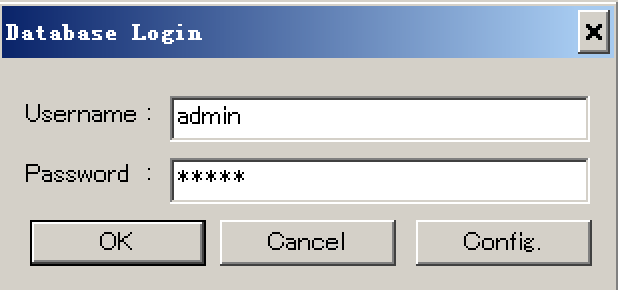 Database Login
Username :
admin
Password :
*****
OK
Cancel
Config.